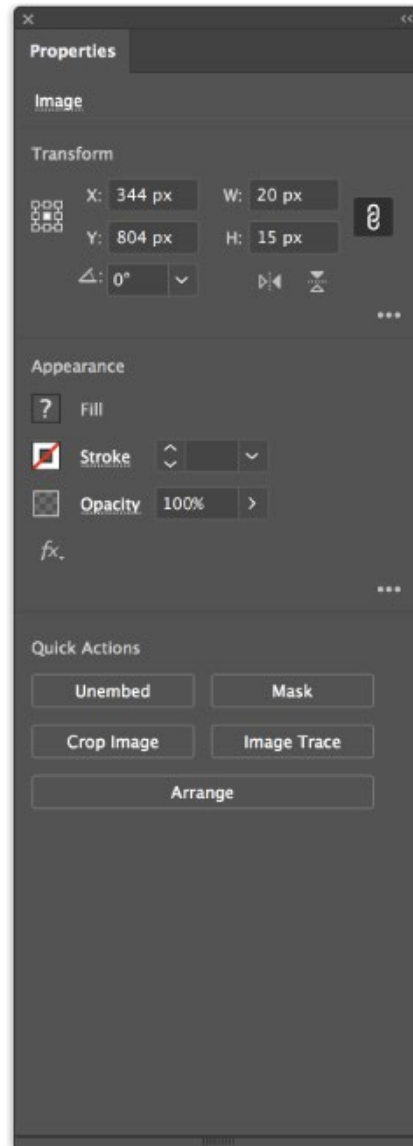 Properties
Image
Transform
X: 344 px W: 20 px
Y: 804 px H: 15 px
0°
Appearance
? Fill
Stroke
Opacity 100%
fx.
Quick Actions
Unembed Mask
Crop Image Image Trace
Arrange